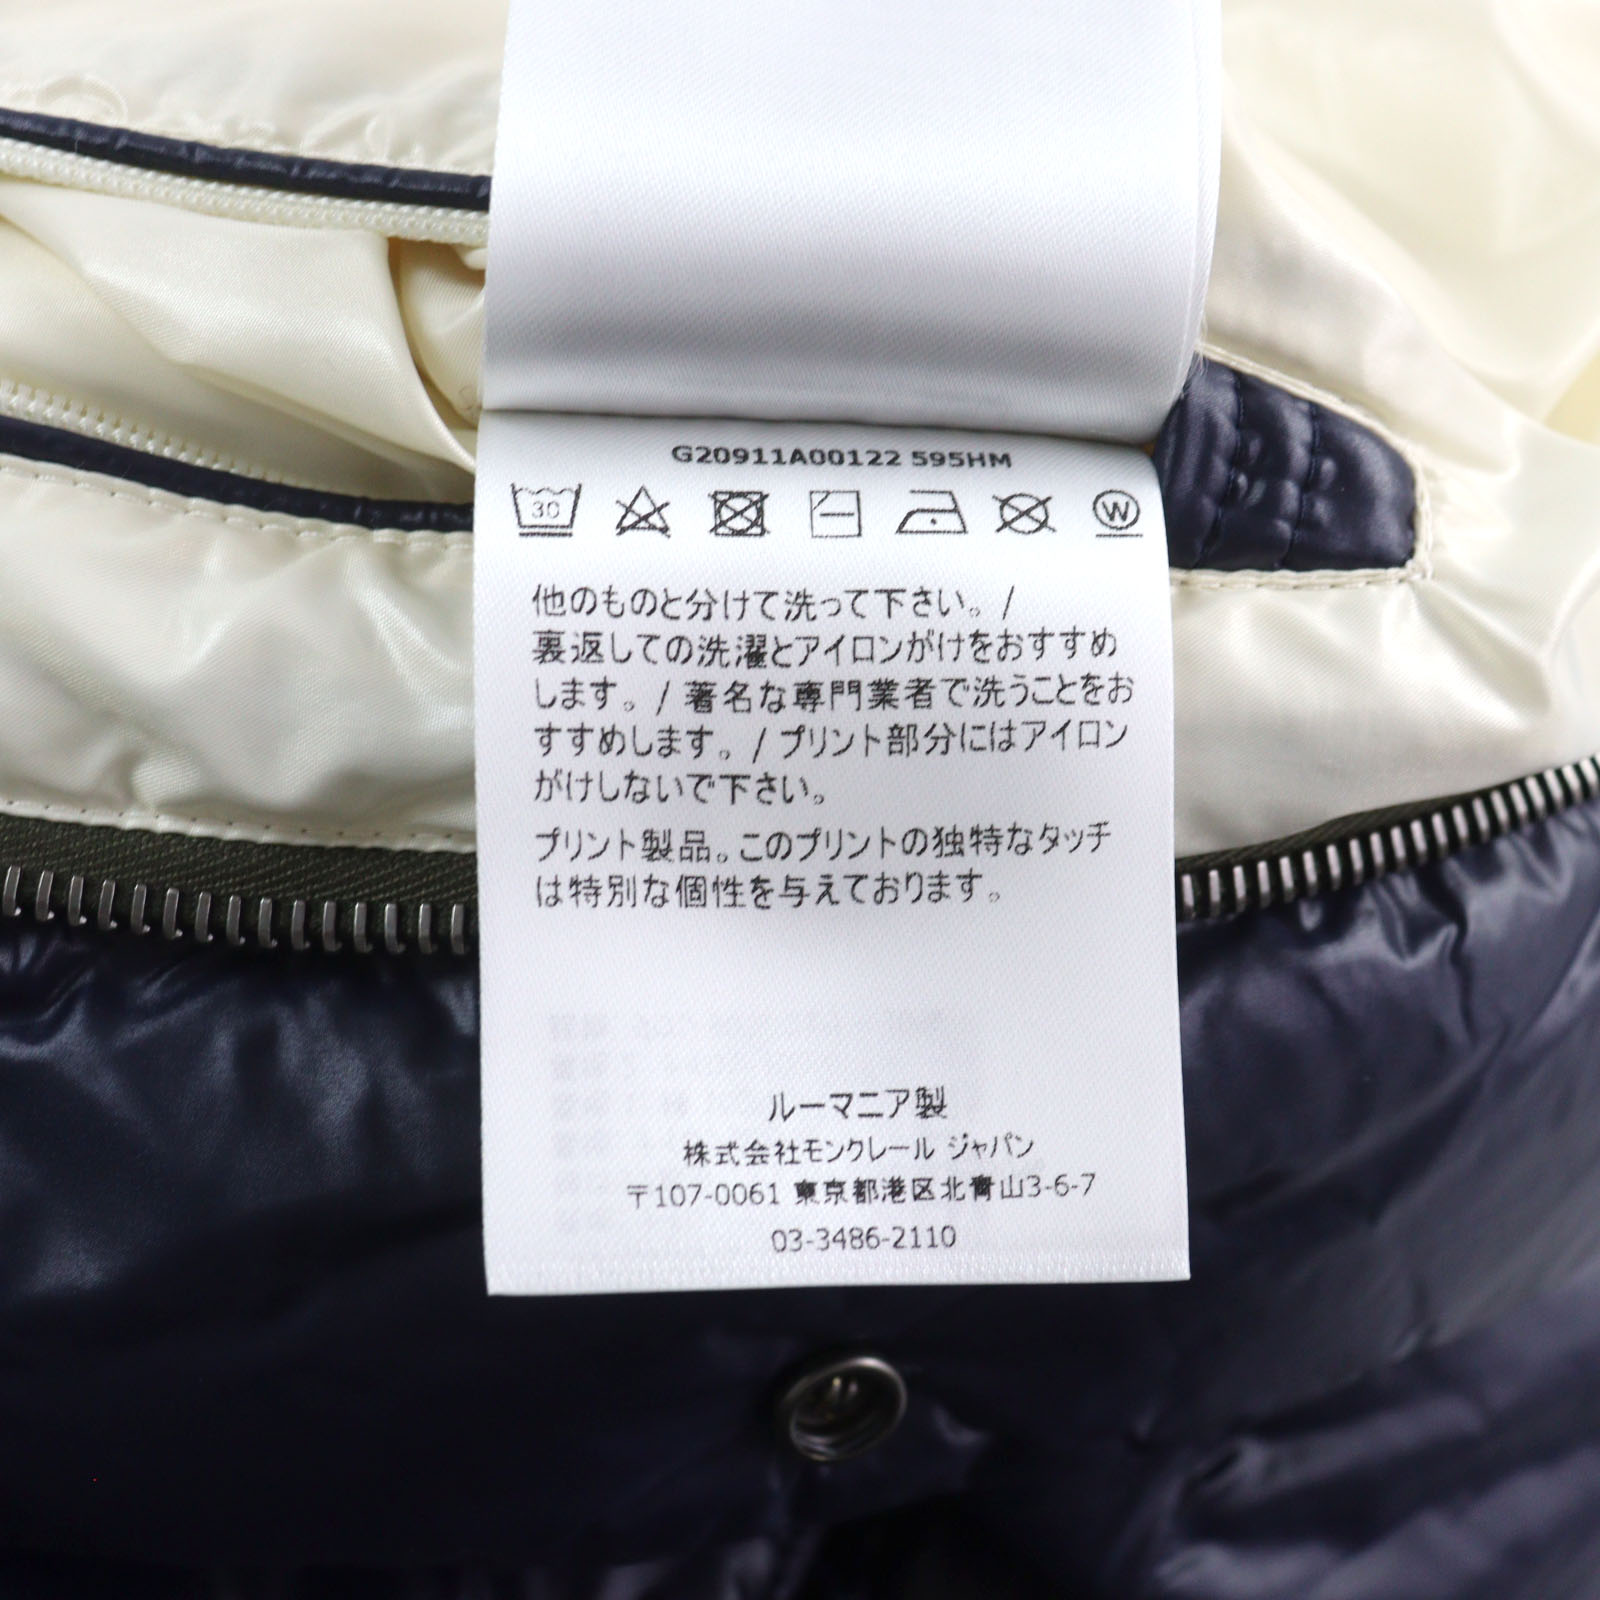 G20911A00122 595HM
30 W
他のものと分けて洗って下さい。/
裏返しての洗濯とアイロンがけをおすすめ
します。/ 著名な専門業者で洗うことをお
すすめします。/ プリント部分にはアイロン
がけしないで下さい。
プリント製品。このプリントの独特なタッチ
は特別な個性を与えております。
ルーマニア製
株式会社モンクレール ジャパン
〒107-0061 東京都港区北青山3-6-7
03-3486-2110